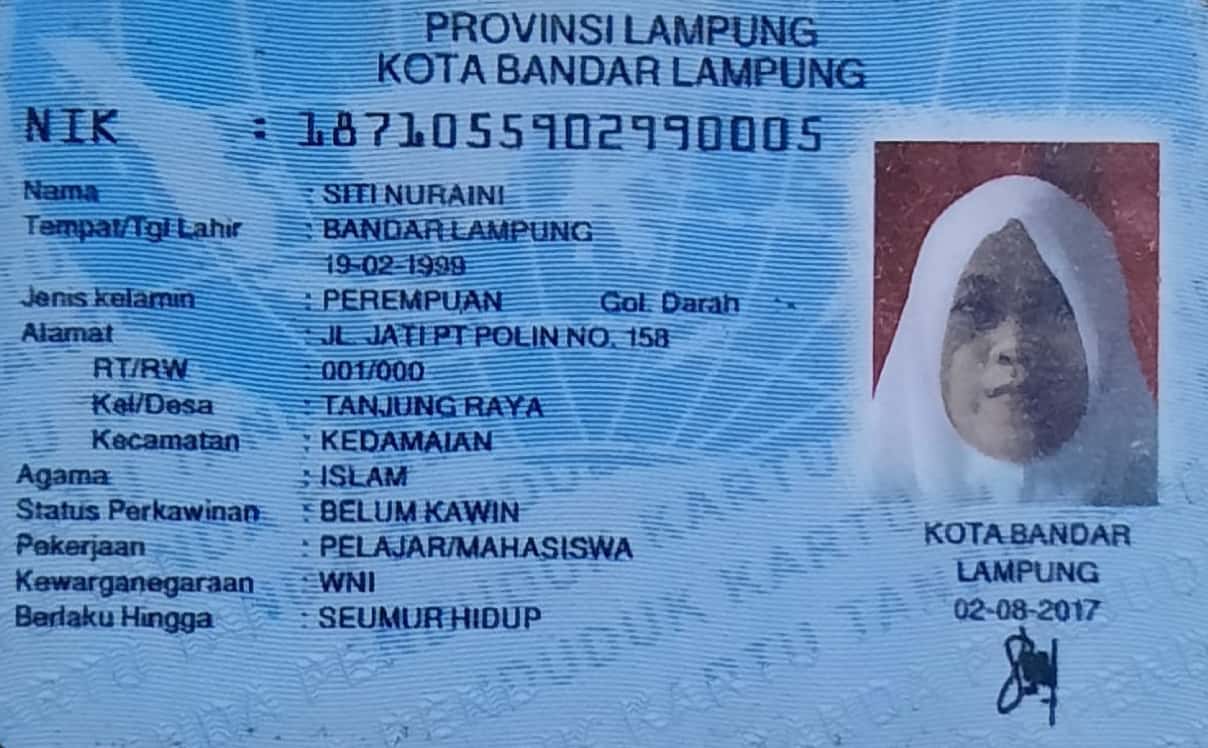 PROVINSI LAMPUNG
KOTA BANDAR LAMPUNG
NIK : 1871055902990005
Nama : SITI NURAINI
Tempat/Tgl Lahir : BANDAR LAMPUNG
19-02-1999
Jenis kelamin : PEREMPUAN Gol. Darah : -
Alamat : JL. JATI PT POLIN NO. 158
RT/RW : 001/000
Kel/Desa : TANJUNG RAYA
Kecamatan : KEDAMAIAN
Agama : ISLAM
Status Perkawinan : BELUM KAWIN
Pekerjaan : PELAJAR/MAHASISWA
Kewarganegaraan : WNI
Berlaku Hingga : SEUMUR HIDUP
KOTA BANDAR
LAMPUNG
02-08-2017